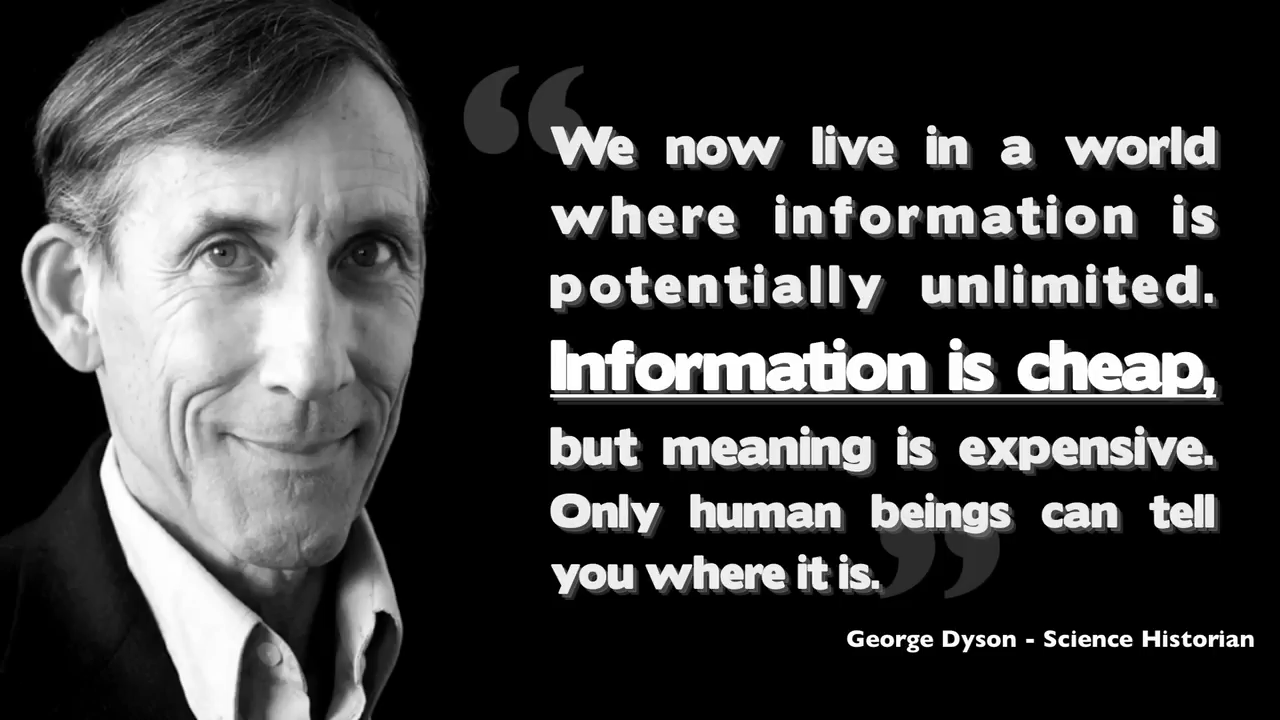 “We now live in a world
where information is
potentially unlimited.
Information is cheap,
but meaning is expensive.
Only human beings can tell
you where it is.”
George Dyson - Science Historian